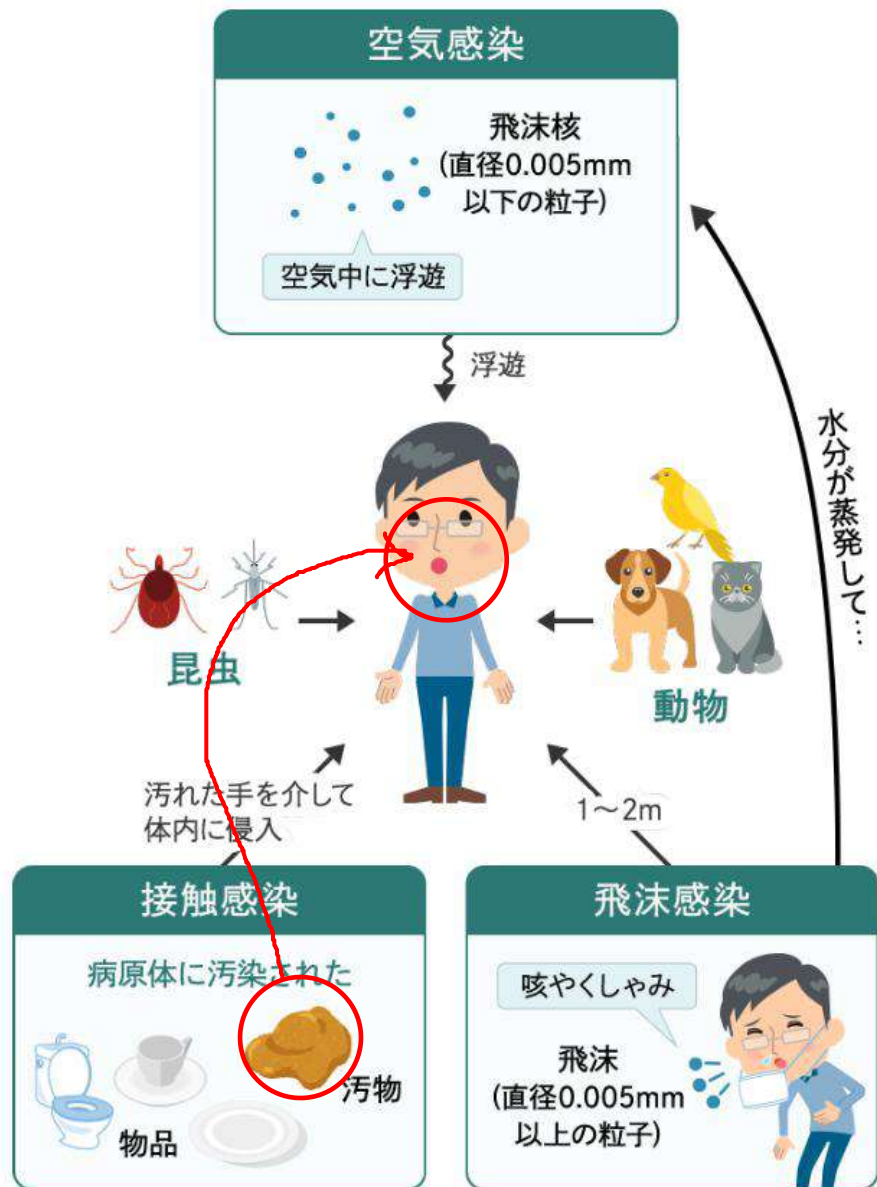 空気感染
飛沫核
(直径0.005mm
以下の粒子)
空気中に浮遊
浮遊
水分が蒸発して…
昆虫
動物
汚れた手を介して
体内に侵入
1〜2m
接触感染
病原体に汚染された
汚物
物品
飛沫感染
咳やくしゃみ
飛沫
(直径0.005mm
以上の粒子)